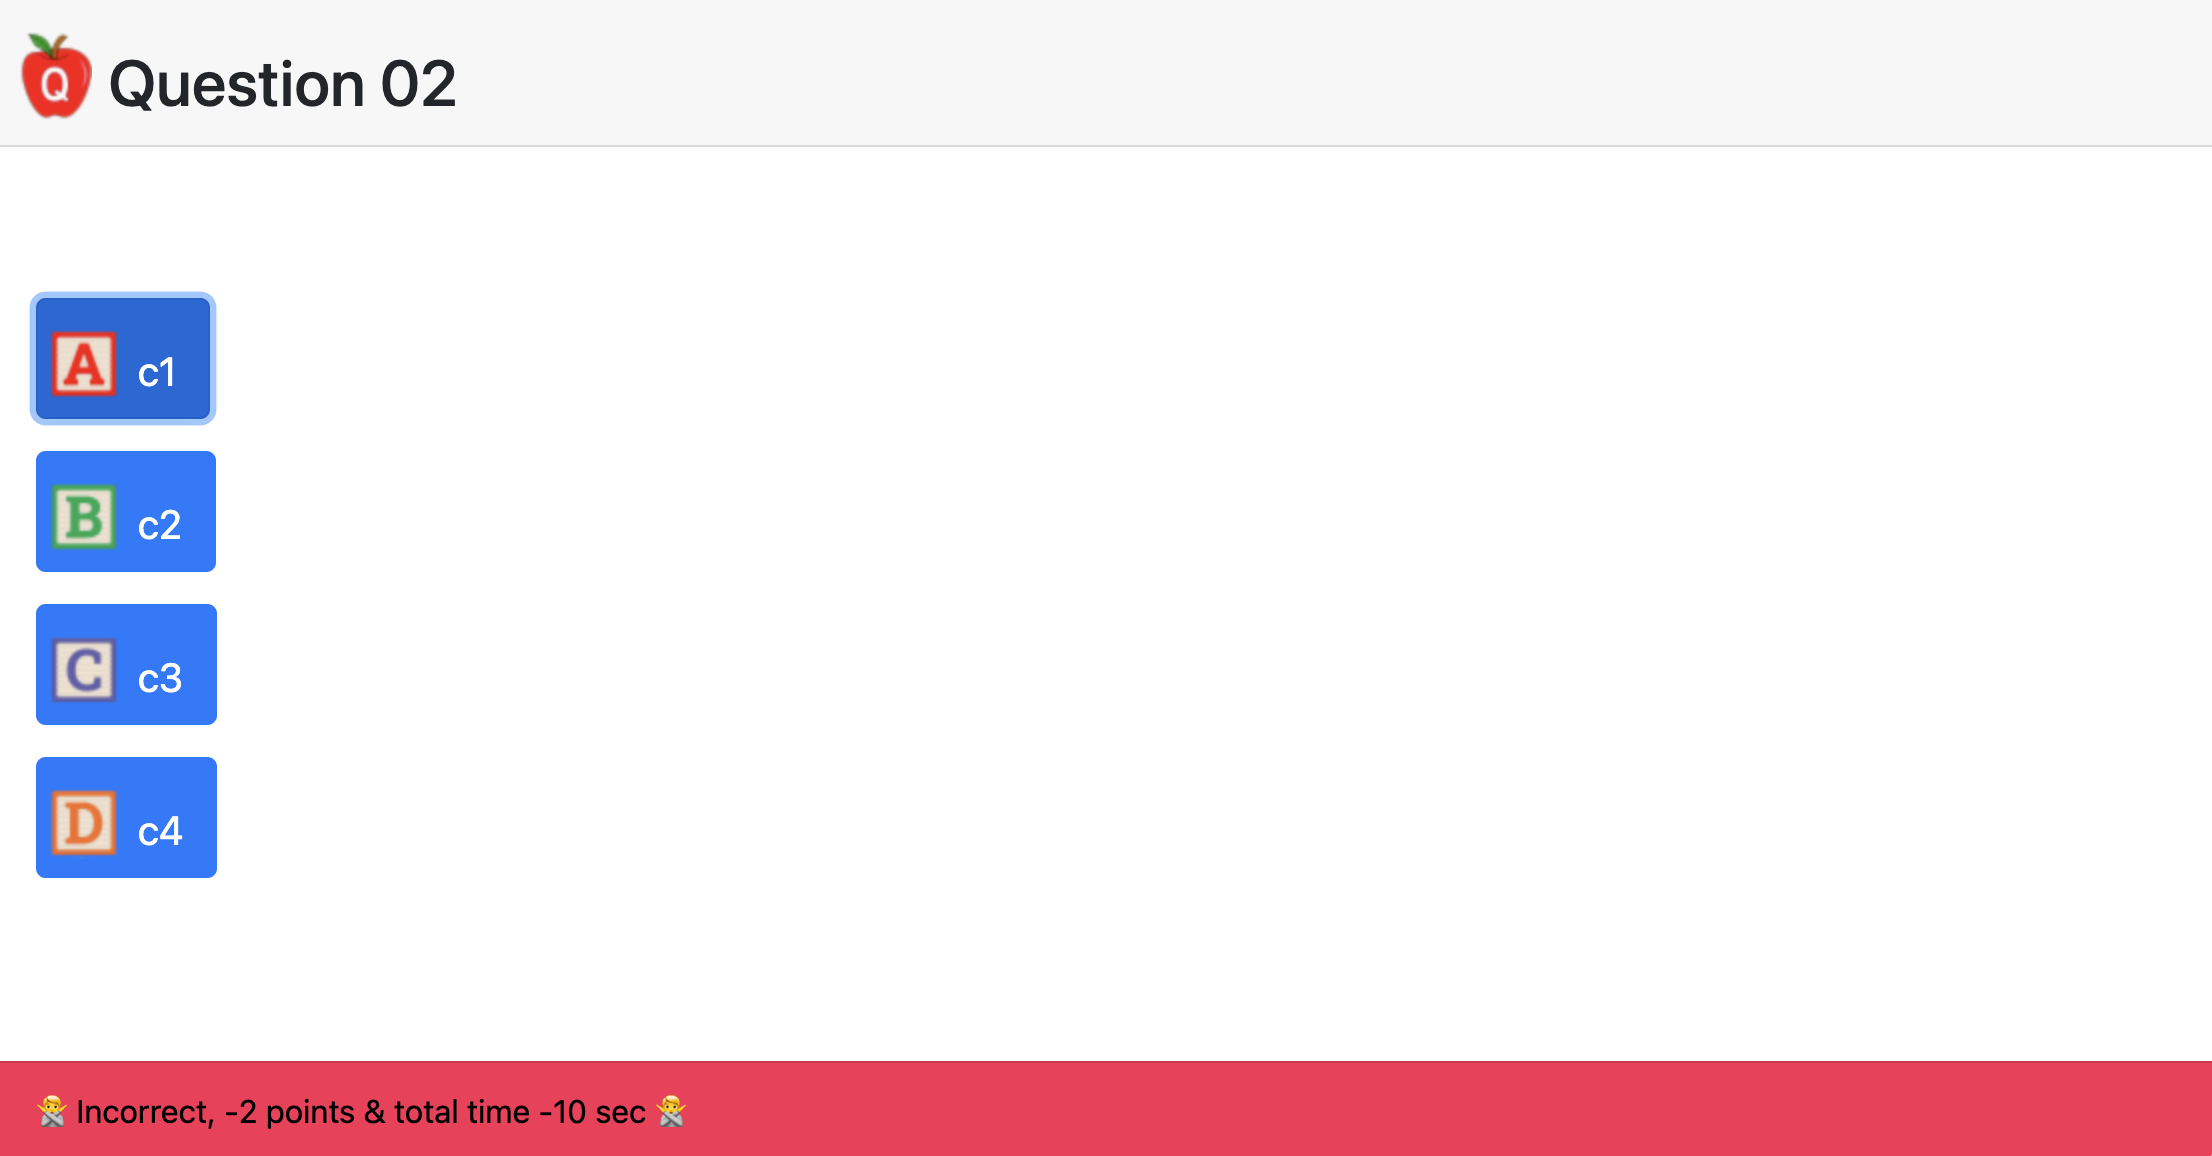 Q Question 02
A c1
B c2
C c3
D c4
🙅 Incorrect, -2 points & total time -10 sec 🙅